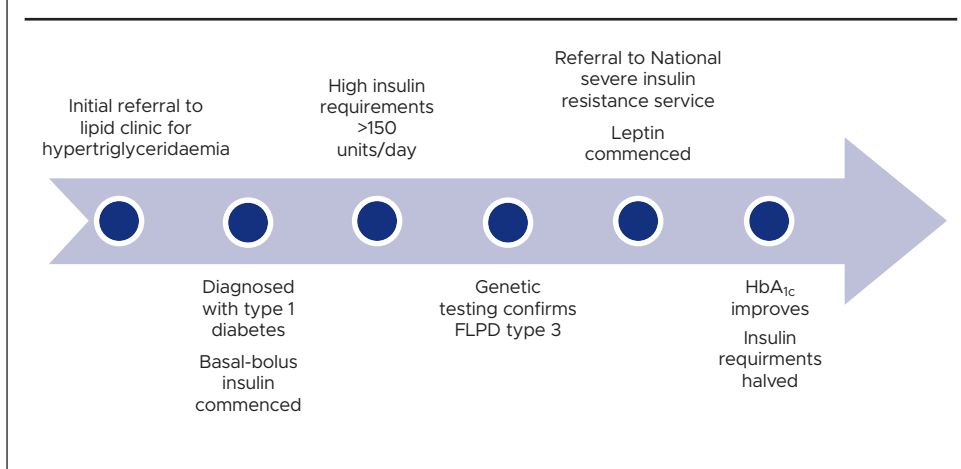 Initial referral to
lipid clinic for
hypertriglyceridaemia
Diagnosed
with type 1
diabetes
Basal-bolus
insulin
commenced
High insulin
requirements
>150
units/day
Genetic
testing confirms
FLPD type 3
Referral to National
severe insulin
resistance service
Leptin
commenced
HbA1c
improves
Insulin
requirments
halved